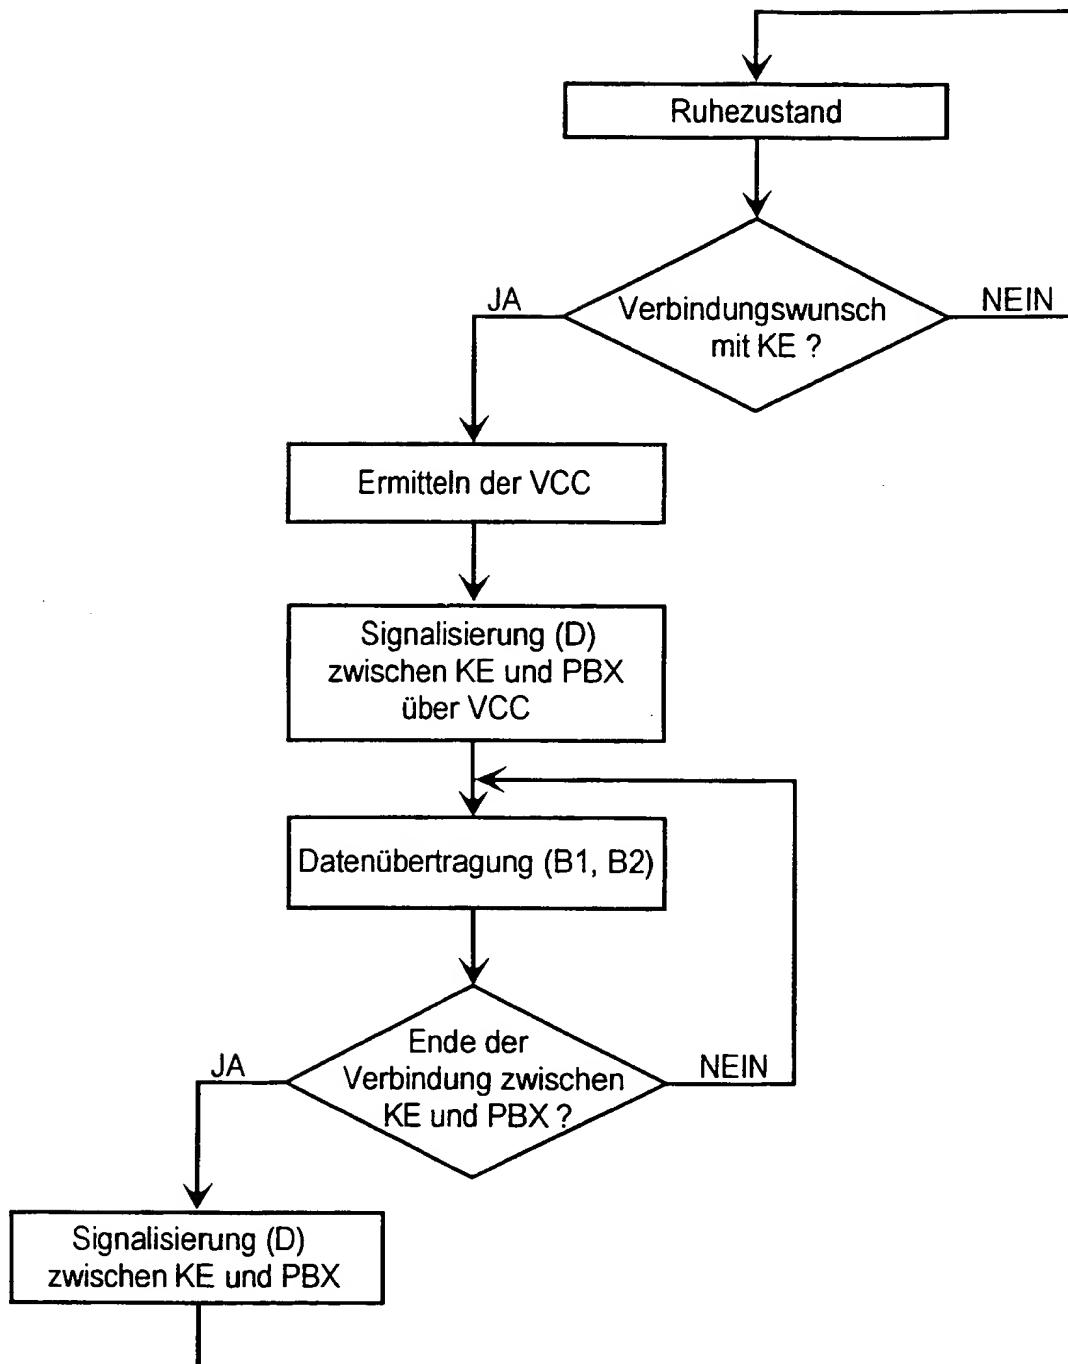 Ruhezustand
JA
Verbindungswunsch
mit KE ?
NEIN
Ermitteln der VCC
Signalisierung (D)
zwischen KE und PBX
über VCC
Datenübertragung (B1, B2)
JA
Ende der
Verbindung zwischen
KE und PBX ?
NEIN
Signalisierung (D)
zwischen KE und PBX